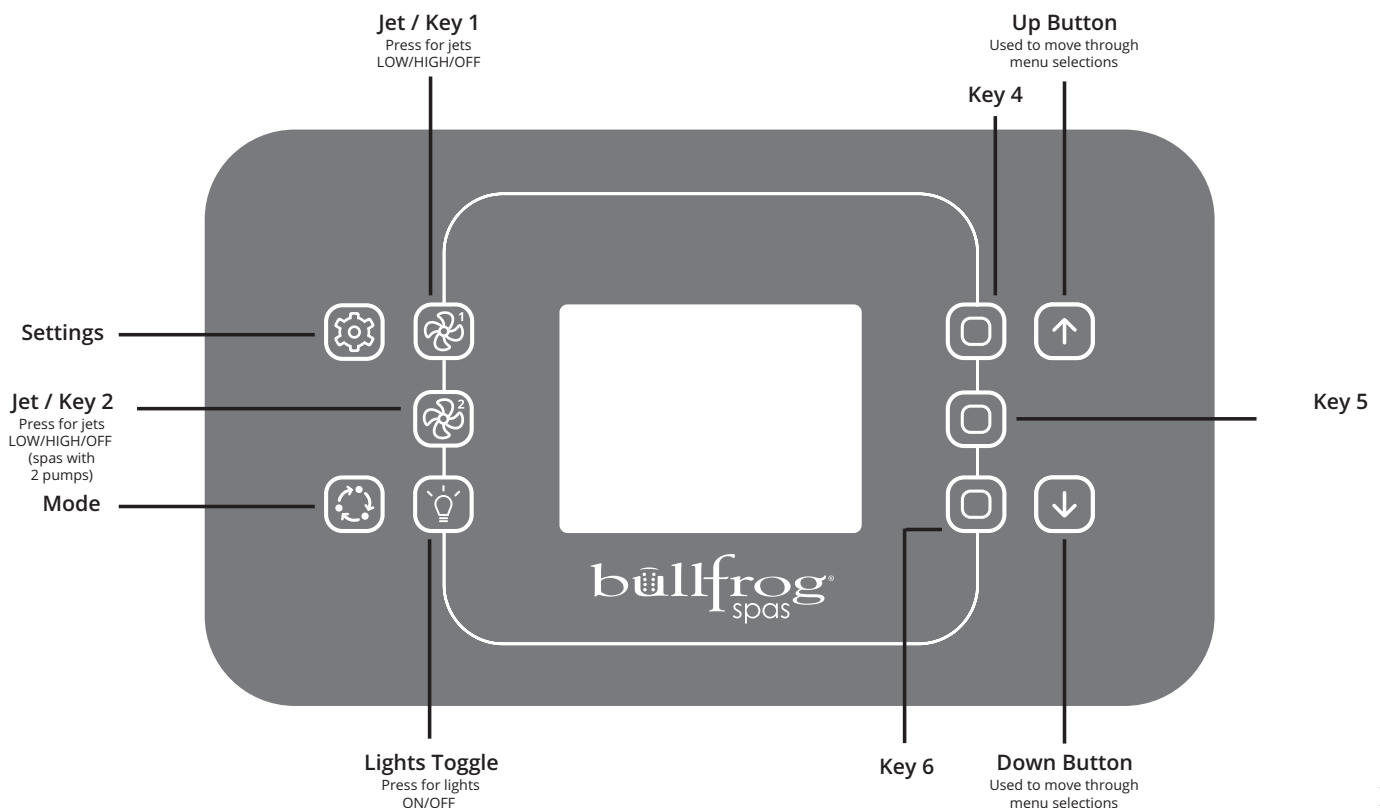 Jet / Key 1
Press for jets
LOW/HIGH/OFF
Up Button
Used to move through
menu selections
Key 4
Settings
1
Jet / Key 2
Press for jets
LOW/HIGH/OFF
(spas with
2 pumps)
2
Key 5
Mode
bullfrog®
spas
Lights Toggle
Press for lights
ON/OFF
Key 6
Down Button
Used to move through
menu selections